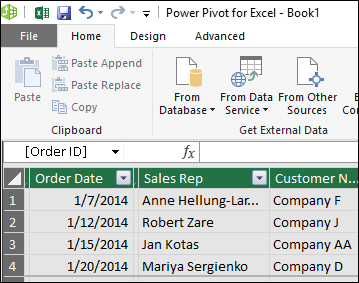 Power Pivot for Excel - Book1
File Home Design Advanced
Paste
Paste Append
Paste Replace
Copy
Clipboard
From Database
From Data Service
From Other Sources
Get External Data
[Order ID] fx
Order Date Sales Rep Customer N...
1 1/7/2014 Anne Hellung-Lar... Company F
2 1/12/2014 Robert Zare Company J
3 1/15/2014 Jan Kotas Company AA
4 1/20/2014 Mariya Sergienko Company D